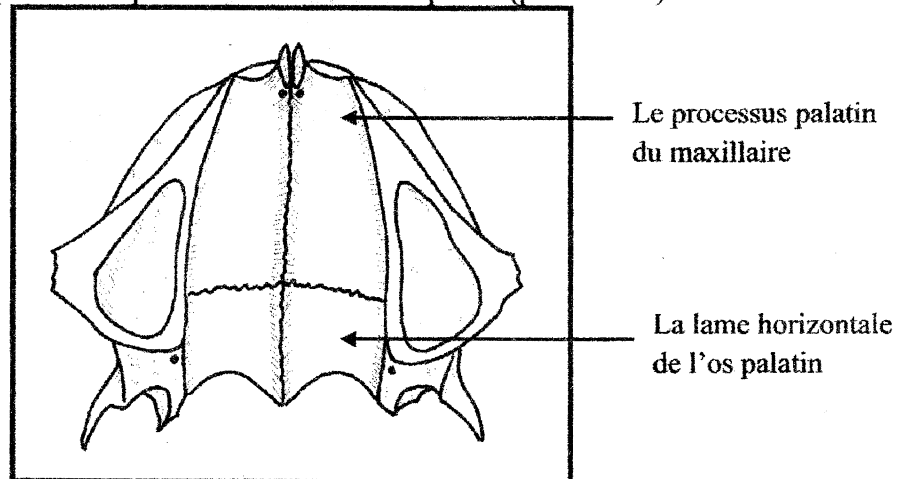 Le processus palatin
du maxillaire
La lame horizontale
de l'os palatin